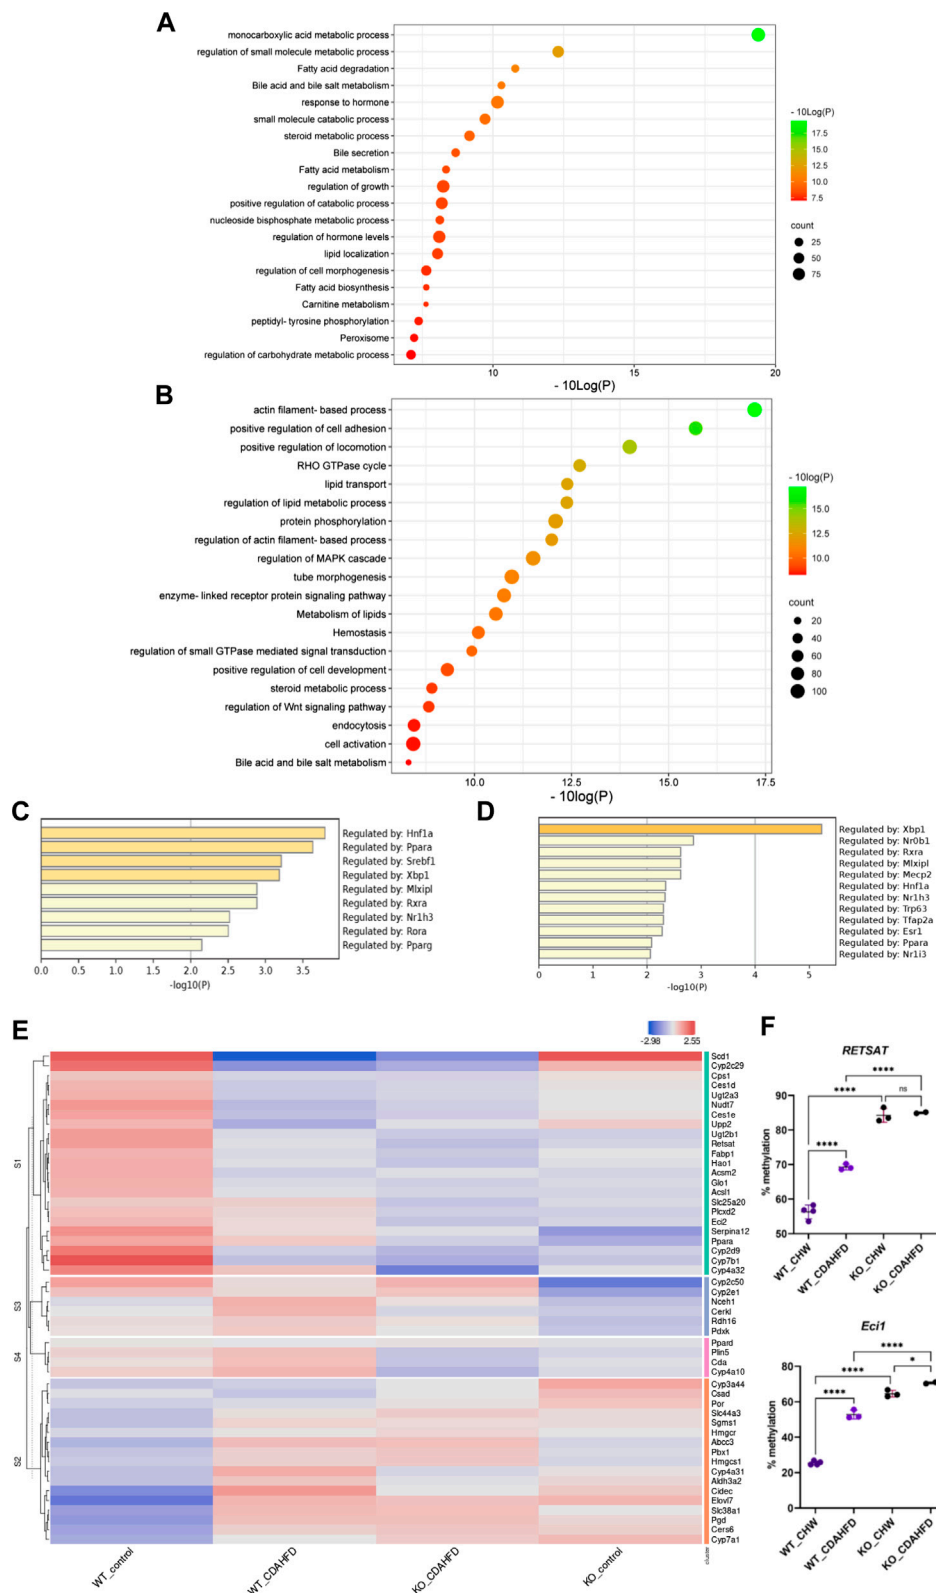 A
monocarboxylic acid metabolic process
regulation of small molecule metabolic process
Fatty acid degradation
Bile acid and bile salt metabolism
response to hormone
small molecule catabolic process
steroid metabolic process
Bile secretion
Fatty acid metabolism
regulation of growth
positive regulation of catabolic process
nucleoside bisphosphate metabolic process
regulation of hormone levels
lipid localization
regulation of cell morphogenesis
Fatty acid biosynthesis
Carnitine metabolism
peptidyl- tyrosine phosphorylation
Peroxisome
regulation of carbohydrate metabolic process
10
15
20
- 10Log(P)
- 10Log(P)
17.5
15.0
12.5
10.0
7.5
count
25
50
75
B
actin filament- based process
positive regulation of cell adhesion
positive regulation of locomotion
RHO GTPase cycle
lipid transport
regulation of lipid metabolic process
protein phosphorylation
regulation of actin filament- based process
regulation of MAPK cascade
tube morphogenesis
enzyme- linked receptor protein signaling pathway
Metabolism of lipids
Hemostasis
regulation of small GTPase mediated signal transduction
positive regulation of cell development
steroid metabolic process
regulation of Wnt signaling pathway
endocytosis
cell activation
Bile acid and bile salt metabolism
10.0
12.5
15.0
17.5
- 10log(P)
- 10log(P)
15.0
10.0
count
20
40
60
80
100
C
Regulated by: Hnf1a
Regulated by: Ppara
Regulated by: Srebf1
Regulated by: Xbp1
Regulated by: Mlxipl
Regulated by: Rxra
Regulated by: Nr1h3
Regulated by: Rora
Regulated by: Pparg
0.0 0.5 1.0 1.5 2.0 2.5 3.0 3.5
-log10(P)
D
Regulated by: Xbp1
Regulated by: Nr0b1
Regulated by: Rxra
Regulated by: Mlxipl
Regulated by: Mecp2
Regulated by: Hnf1a
Regulated by: Nr1h3
Regulated by: Trp63
Regulated by: Tfap2a
Regulated by: Esr1
Regulated by: Ppara
Regulated by: Nr1i3
0 1 2 3 4 5
-log10(P)
E
-2.98 2.55
S1
S3
S4
S2
Scd1
Cyp2c29
Cps1
Ces1d
Ugt2a3
Nudt7
Ces1e
Upp2
Ugt2b1
Retsat
Fabp1
Hao1
Acsm2
Glo1
Acsl1
Slc25a20
Plcxd2
Eci2
Serpina12
Ppara
Cyp2d9
Cyp7b1
Cyp4a32
Cyp2c50
Cyp2e1
Nceh1
Cerkl
Rdh16
Pdxk
Ppard
Plin5
Cda
Cyp4a10
Cyp3a44
Csad
Por
Slc44a3
Sgms1
Hmgcr
Abcc3
Pbx1
Hmgcs1
Cyp4a31
Aldh3a2
Cidec
Elovl7
Slc38a1
Pgd
Cers6
Cyp7a1
cluster
WT_control
WT_CDAHFD
KO_CDAHFD
KO_control
F
RETSAT
****
**** ns
****
90
80
70
60
50
% methylation
WT_CHW
WT_CDAHFD
KO_CHW
KO_CDAHFD
Eci1
****
**** *
****
80
60
40
20
0
% methylation
WT_CHW
WT_CDAHFD
KO_CHW
KO_CDAHFD